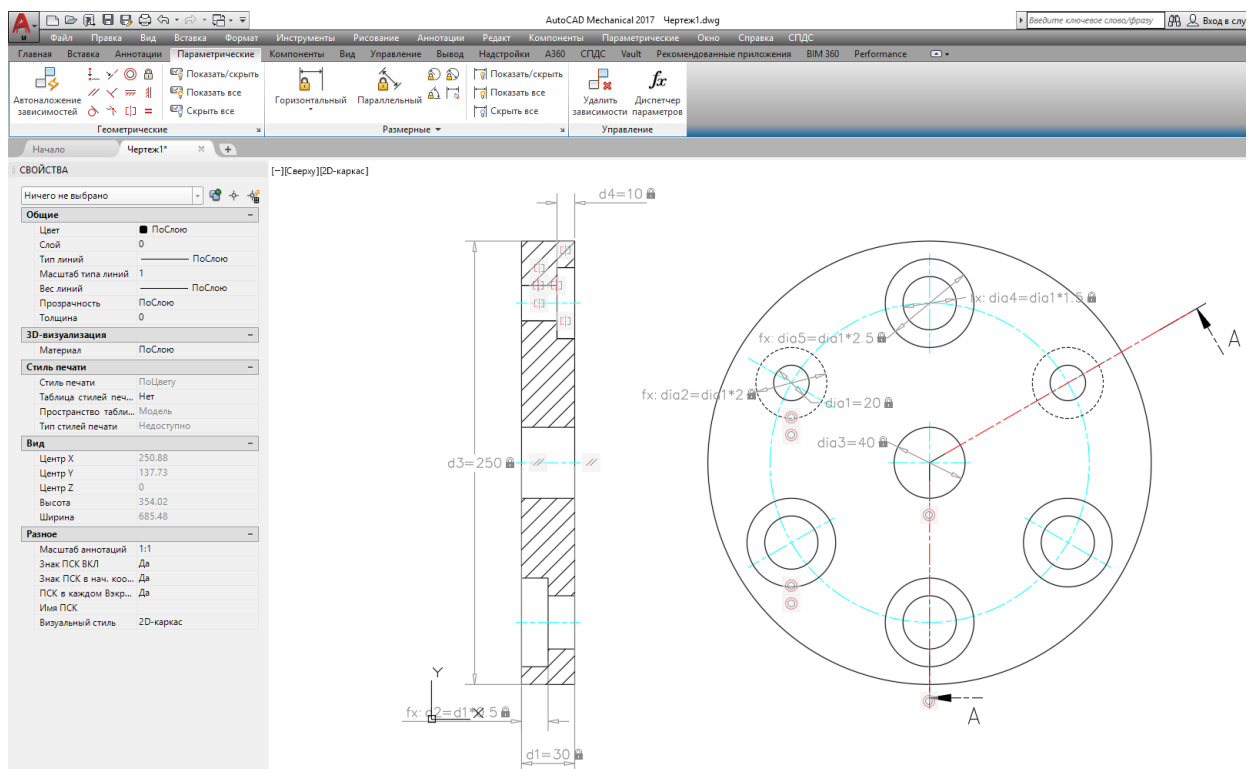 AutoCAD Mechanical 2017 Чертеж1.dwg
Введите ключевое слово/фразу
Вход в слу
Файл Правка Вид Вставка Формат Инструменты Рисование Аннотации Редакт Компоненты Параметрические Окно Справка СПДС
Главная Вставка Аннотации Параметрические Компоненты Вид Управление Вывод Надстройки A360 СПДС Vault Рекомендованные приложения BIM 360 Performance
Автоналожение зависимостей
Показать/скрыть
Показать все
Скрыть все
Геометрические
Горизонтальный Параллельный
Показать/скрыть
Показать все
Скрыть все
Размерные
Удалить зависимости
fx
Диспетчер параметров
Управление
Начало Чертеж1* +
СВОЙСТВА
[−][Сверху][2D-каркас]
Ничего не выбрано
Общие
Цвет ПоСлою
Слой 0
Тип линий ПоСлою
Масштаб типа линий 1
Вес линий ПоСлою
Прозрачность ПоСлою
Толщина 0
3D-визуализация
Материал ПоСлою
Стиль печати
Стиль печати ПоЦвету
Таблица стилей печ... Нет
Пространство табли... Модель
Тип стилей печати Недоступно
Вид
Центр X 250.88
Центр Y 137.73
Центр Z 0
Высота 354.02
Ширина 685.48
Разное
Масштаб аннотаций 1:1
Знак ПСК ВКЛ Да
Знак ПСК в нач. коо... Да
ПСК в каждом Вэкр... Да
Имя ПСК
Визуальный стиль 2D-каркас
d4=10
fx: dia4=dia1*1.5
A
fx: dia5=dia1*2.5
fx: dia2=dia1*2
dia1=20
dia3=40
d3=250
Y
X
A
d1=30